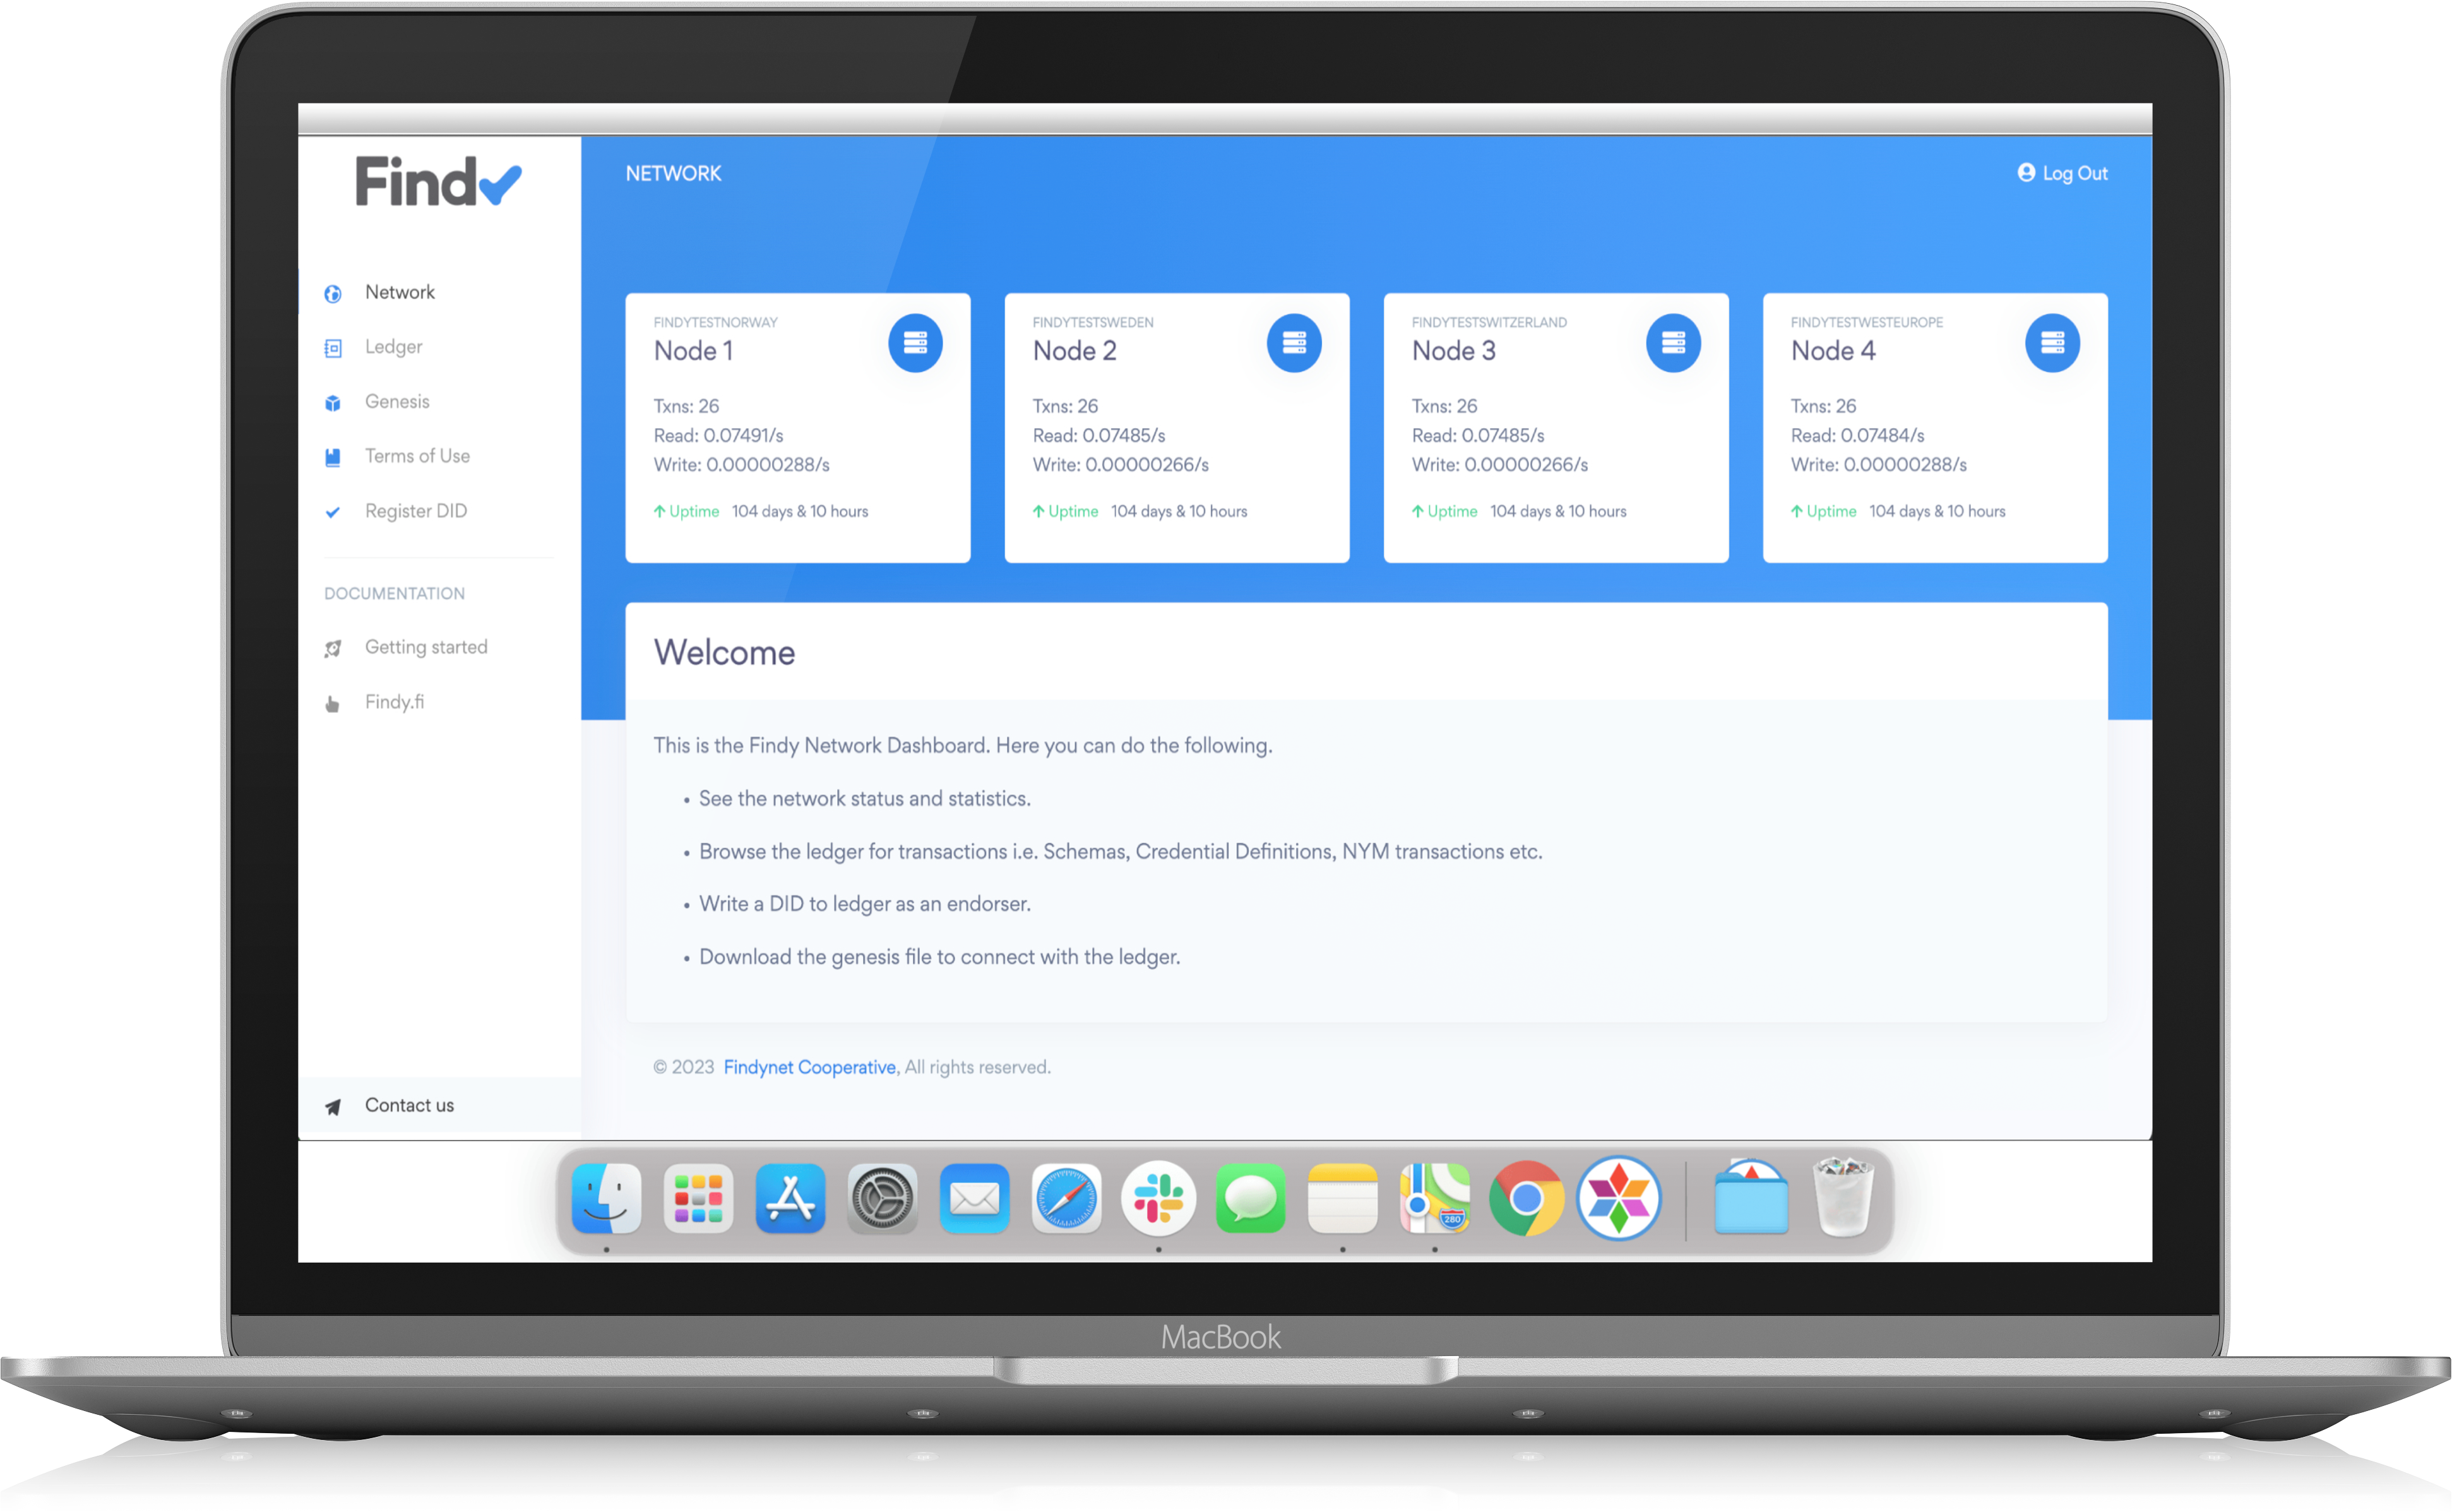 Findy
NETWORK
Log Out
Network
Ledger
Genesis
Terms of Use
Register DID
DOCUMENTATION
Getting started
Findy.fi
Contact us
FINDYTESTNORWAY
Node 1
Txns: 26
Read: 0.07491/s
Write: 0.00000288/s
Uptime 104 days & 10 hours
FINDYTESTSWEDEN
Node 2
Txns: 26
Read: 0.07485/s
Write: 0.00000266/s
Uptime 104 days & 10 hours
FINDYTESTSWITZERLAND
Node 3
Txns: 26
Read: 0.07485/s
Write: 0.00000266/s
Uptime 104 days & 10 hours
FINDYTESTWESTEUROPE
Node 4
Txns: 26
Read: 0.07484/s
Write: 0.00000288/s
Uptime 104 days & 10 hours
Welcome
This is the Findy Network Dashboard. Here you can do the following.
• See the network status and statistics.
• Browse the ledger for transactions i.e. Schemas, Credential Definitions, NYM transactions etc.
• Write a DID to ledger as an endorser.
• Download the genesis file to connect with the ledger.
© 2023 Findynet Cooperative, All rights reserved.
280
MacBook